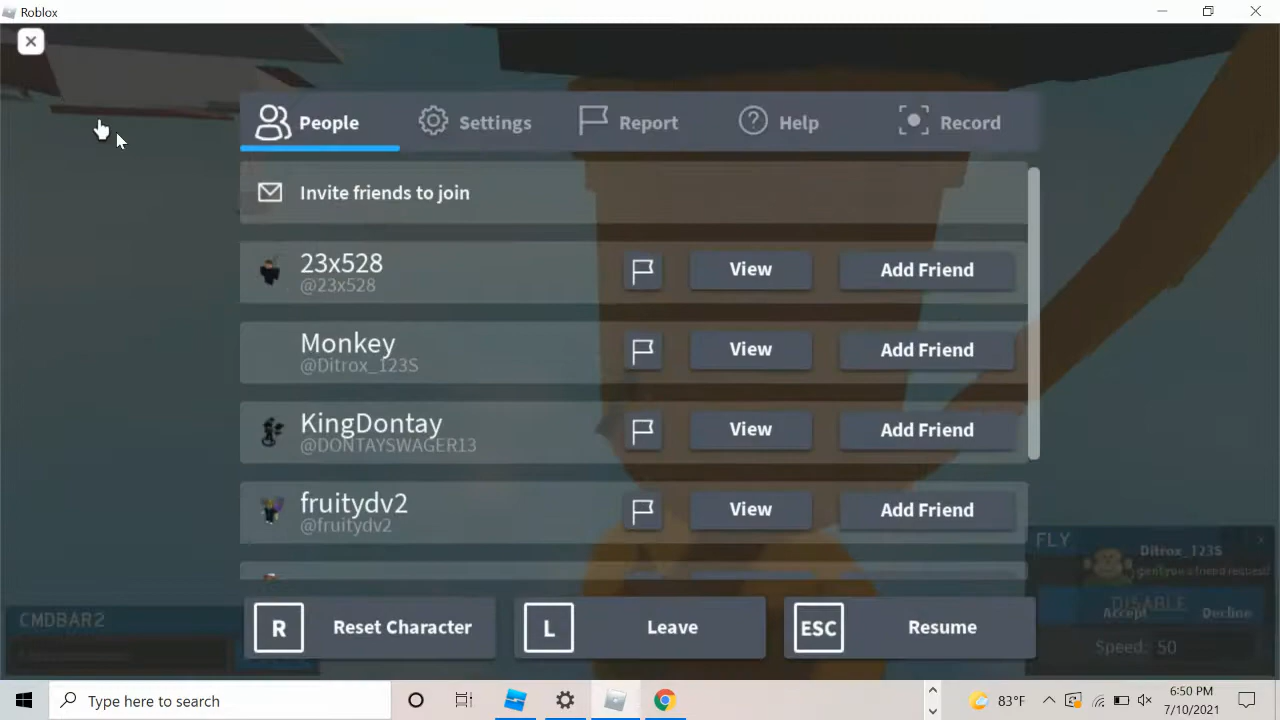 Roblox
People
Settings
Report
Help
Record
Invite friends to join
23x528
@23x528
View
Add Friend
Monkey
@Ditrox_123S
View
Add Friend
KingDontay
@DONTAYSWAGER13
View
Add Friend
fruitydv2
@fruitydv2
View
Add Friend
FLY
Ditrox_123S
sent you a friend request!
DISABLE
Accept
Decline
Speed: 50
CMDBAR2
R Reset Character
L Leave
ESC Resume
Type here to search
83°F
6:50 PM
7/10/2021